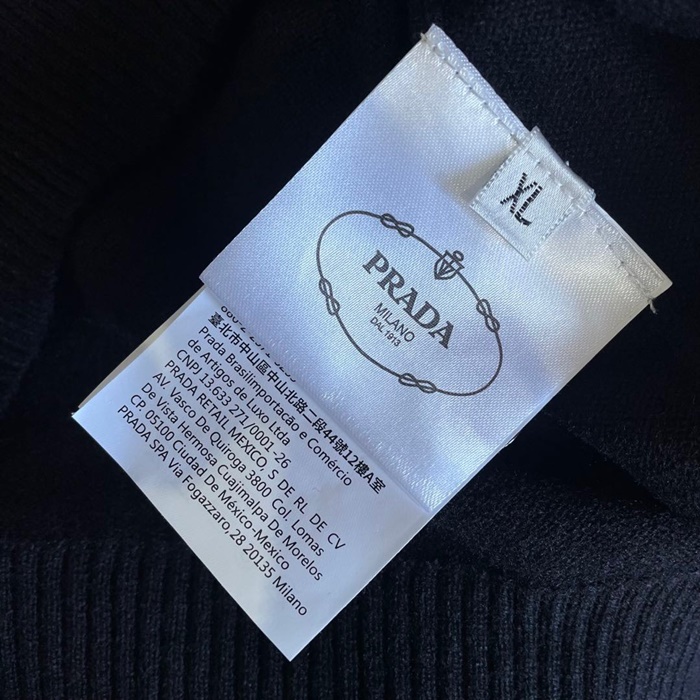 XL
PRADA
MILANO
DAL 1913
臺北市中山區中山北路二段44號12樓A室
Prada Brasilimportacão e Comércio
de Artigos de Luxo Ltda
CNPJ 13.633.271/0001-26
PRADA RETAIL MEXICO, S DE RL DE CV
AV. Vasco De Quiroga 3800 Col. Lomas
De Vista Hermosa Cuajimalpa De Morelos
CP. 05100 Ciudad De México-Mexico
PRADA SPA Via Fogazzaro,28 20135 Milano